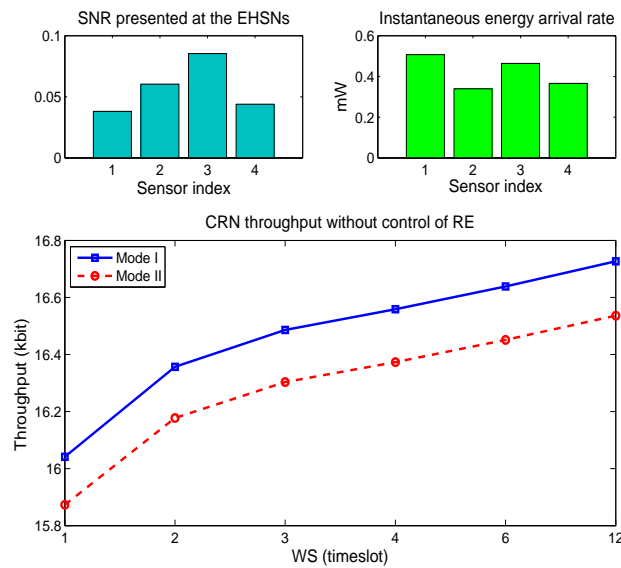 SNR presented at the EHSNs
0.1
0.05
0
1 2 3 4
Sensor index
Instantaneous energy arrival rate
mW
0.6
0.4
0.2
0
1 2 3 4
Sensor index
CRN throughput without control of RE
Mode I
Mode II
Throughput (kbit)
16.8
16.6
16.4
16.2
16
15.8
1 2 3 4 6 12
WS (timeslot)